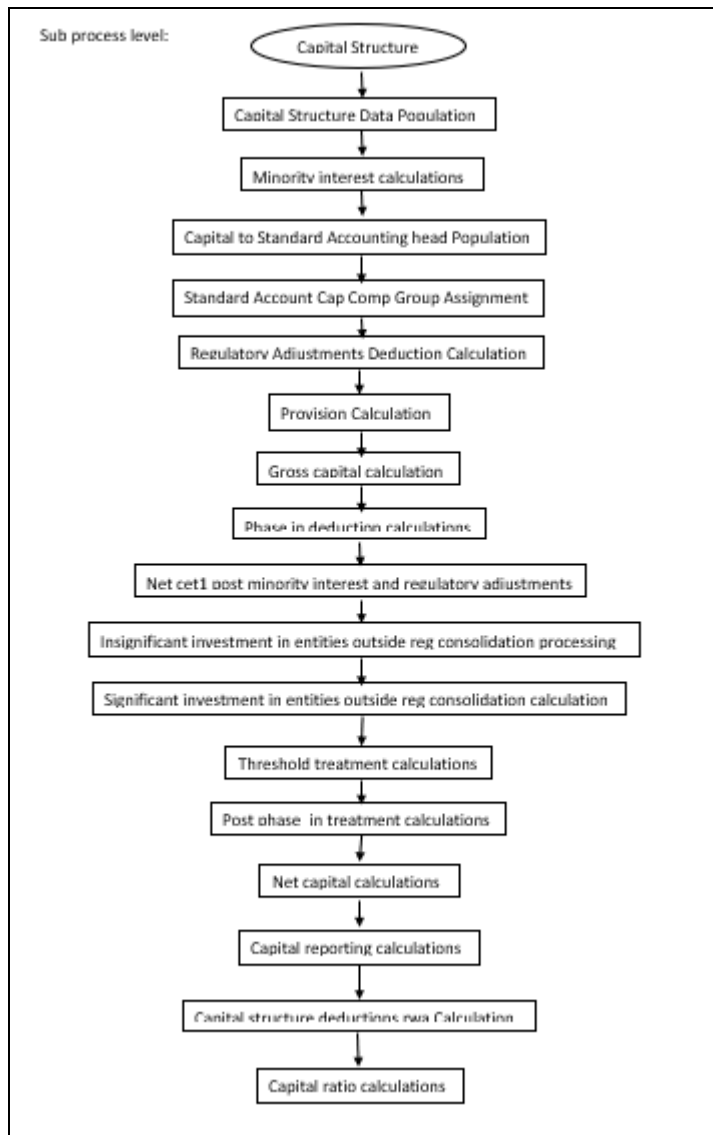 Sub process level:
Capital Structure
Capital Structure Data Population
Minority interest calculations
Capital to Standard Accounting head Population
Standard Account Cap Comp Group Assignment
Regulatory Adjustments Deduction Calculation
Provision Calculation
Gross capital calculation
Phase in deduction calculations
Net cet1 post minority interest and regulatory adjustments
Insignificant investment in entities outside reg consolidation processing
Significant investment in entities outside reg consolidation calculation
Threshold treatment calculations
Post phase in treatment calculations
Net capital calculations
Capital reporting calculations
Capital structure deductions rwa Calculation
Capital ratio calculations